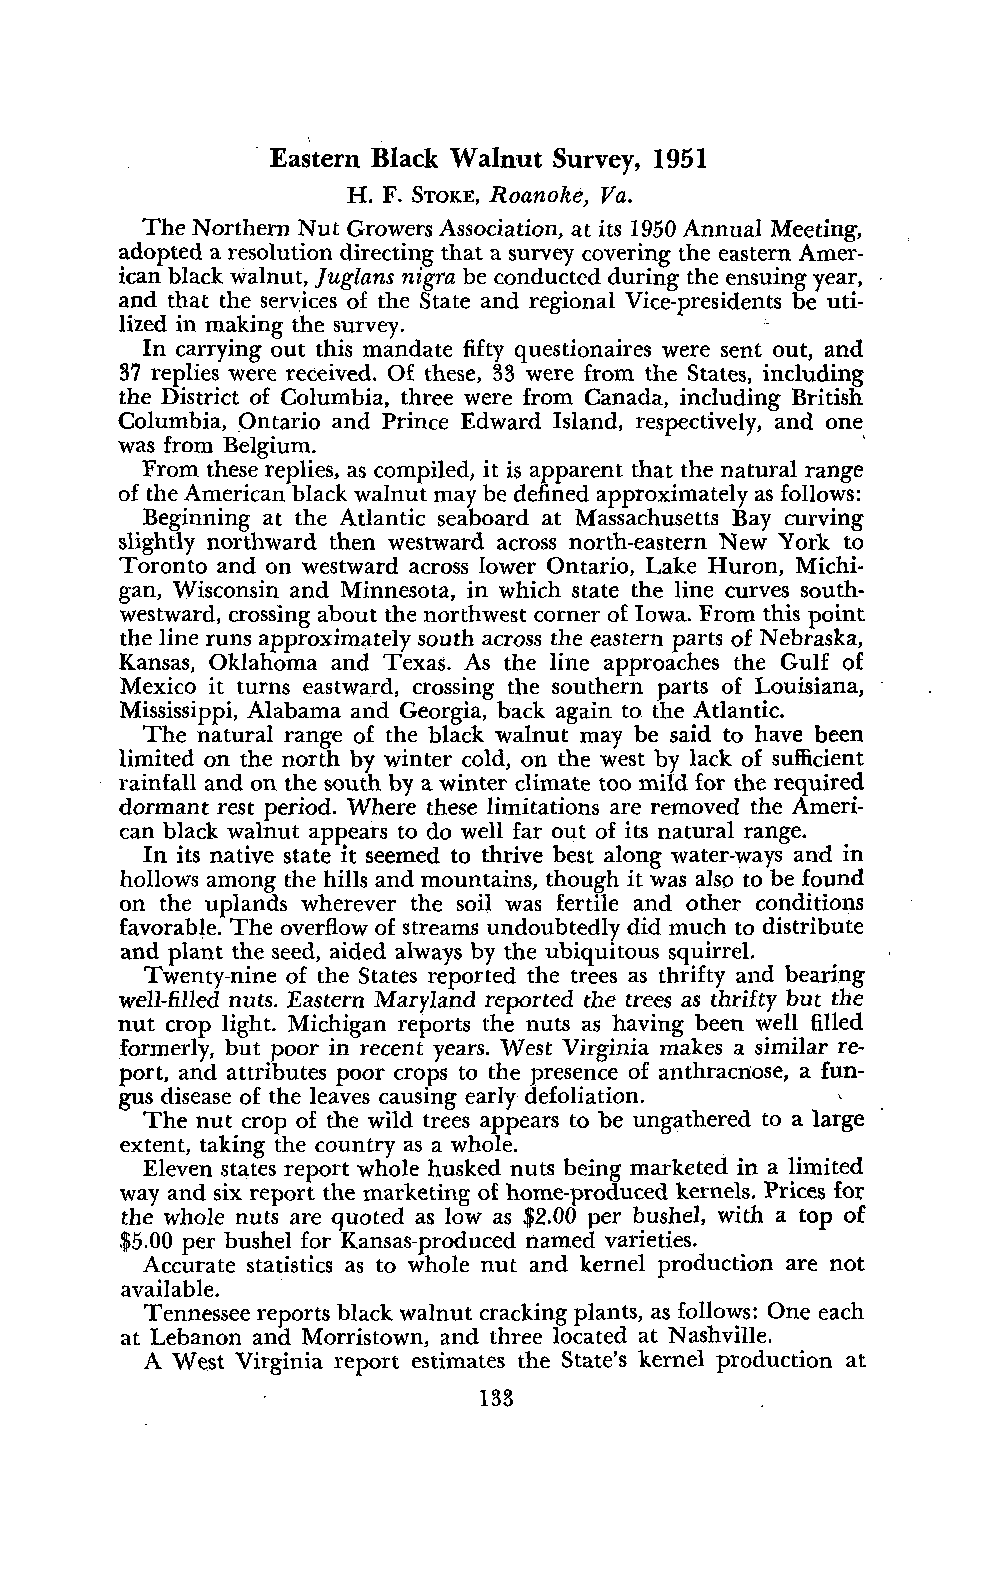 Eastern Black Walnut Survey, 1951
H. F. STOKE, Roanoke, Va.
The Northern Nut Growers Association, at its 1950 Annual Meeting,
adopted a resolution directing that a survey covering the eastern Amer-
ican black walnut, Juglans nigra be conducted during the ensuing year,
and that the services of the State and regional Vice-presidents be uti-
lized in making the survey.
In carrying out this mandate fifty questionaires were sent out, and
37 replies were received. Of these, 33 were from the States, including
the District of Columbia, three were from Canada, including British
Columbia, Ontario and Prince Edward Island, respectively, and one
was from Belgium.
From these replies, as compiled, it is apparent that the natural range
of the American black walnut may be defined approximately as follows:
Beginning at the Atlantic seaboard at Massachusetts Bay curving
slightly northward then westward across north-eastern New York to
Toronto and on westward across lower Ontario, Lake Huron, Michi-
gan, Wisconsin and Minnesota, in which state the line curves south-
westward, crossing about the northwest corner of Iowa. From this point
the line runs approximately south across the eastern parts of Nebraska,
Kansas, Oklahoma and Texas. As the line approaches the Gulf of
Mexico it turns eastward, crossing the southern parts of Louisiana,
Mississippi, Alabama and Georgia, back again to the Atlantic.
The natural range of the black walnut may be said to have been
limited on the north by winter cold, on the west by lack of sufficient
rainfall and on the south by a winter climate too mild for the required
dormant rest period. Where these limitations are removed the Ameri-
can black walnut appears to do well far out of its natural range.
In its native state it seemed to thrive best along water-ways and in
hollows among the hills and mountains, though it was also to be found
on the uplands wherever the soil was fertile and other conditions
favorable. The overflow of streams undoubtedly did much to distribute
and plant the seed, aided always by the ubiquitous squirrel.
Twenty-nine of the States reported the trees as thrifty and bearing
well-filled nuts. Eastern Maryland reported the trees as thrifty but the
nut crop light. Michigan reports the nuts as having been well filled
formerly, but poor in recent years. West Virginia makes a similar re-
port, and attributes poor crops to the presence of anthracnose, a fun-
gus disease of the leaves causing early defoliation.
The nut crop of the wild trees appears to be ungathered to a large
extent, taking the country as a whole.
Eleven states report whole husked nuts being marketed in a limited
way and six report the marketing of home-produced kernels. Prices for
the whole nuts are quoted as low as $2.00 per bushel, with a top of
$5.00 per bushel for Kansas-produced named varieties.
Accurate statistics as to whole nut and kernel production are not
available.
Tennessee reports black walnut cracking plants, as follows: One each
at Lebanon and Morristown, and three located at Nashville.
A West Virginia report estimates the State's kernel production at
133